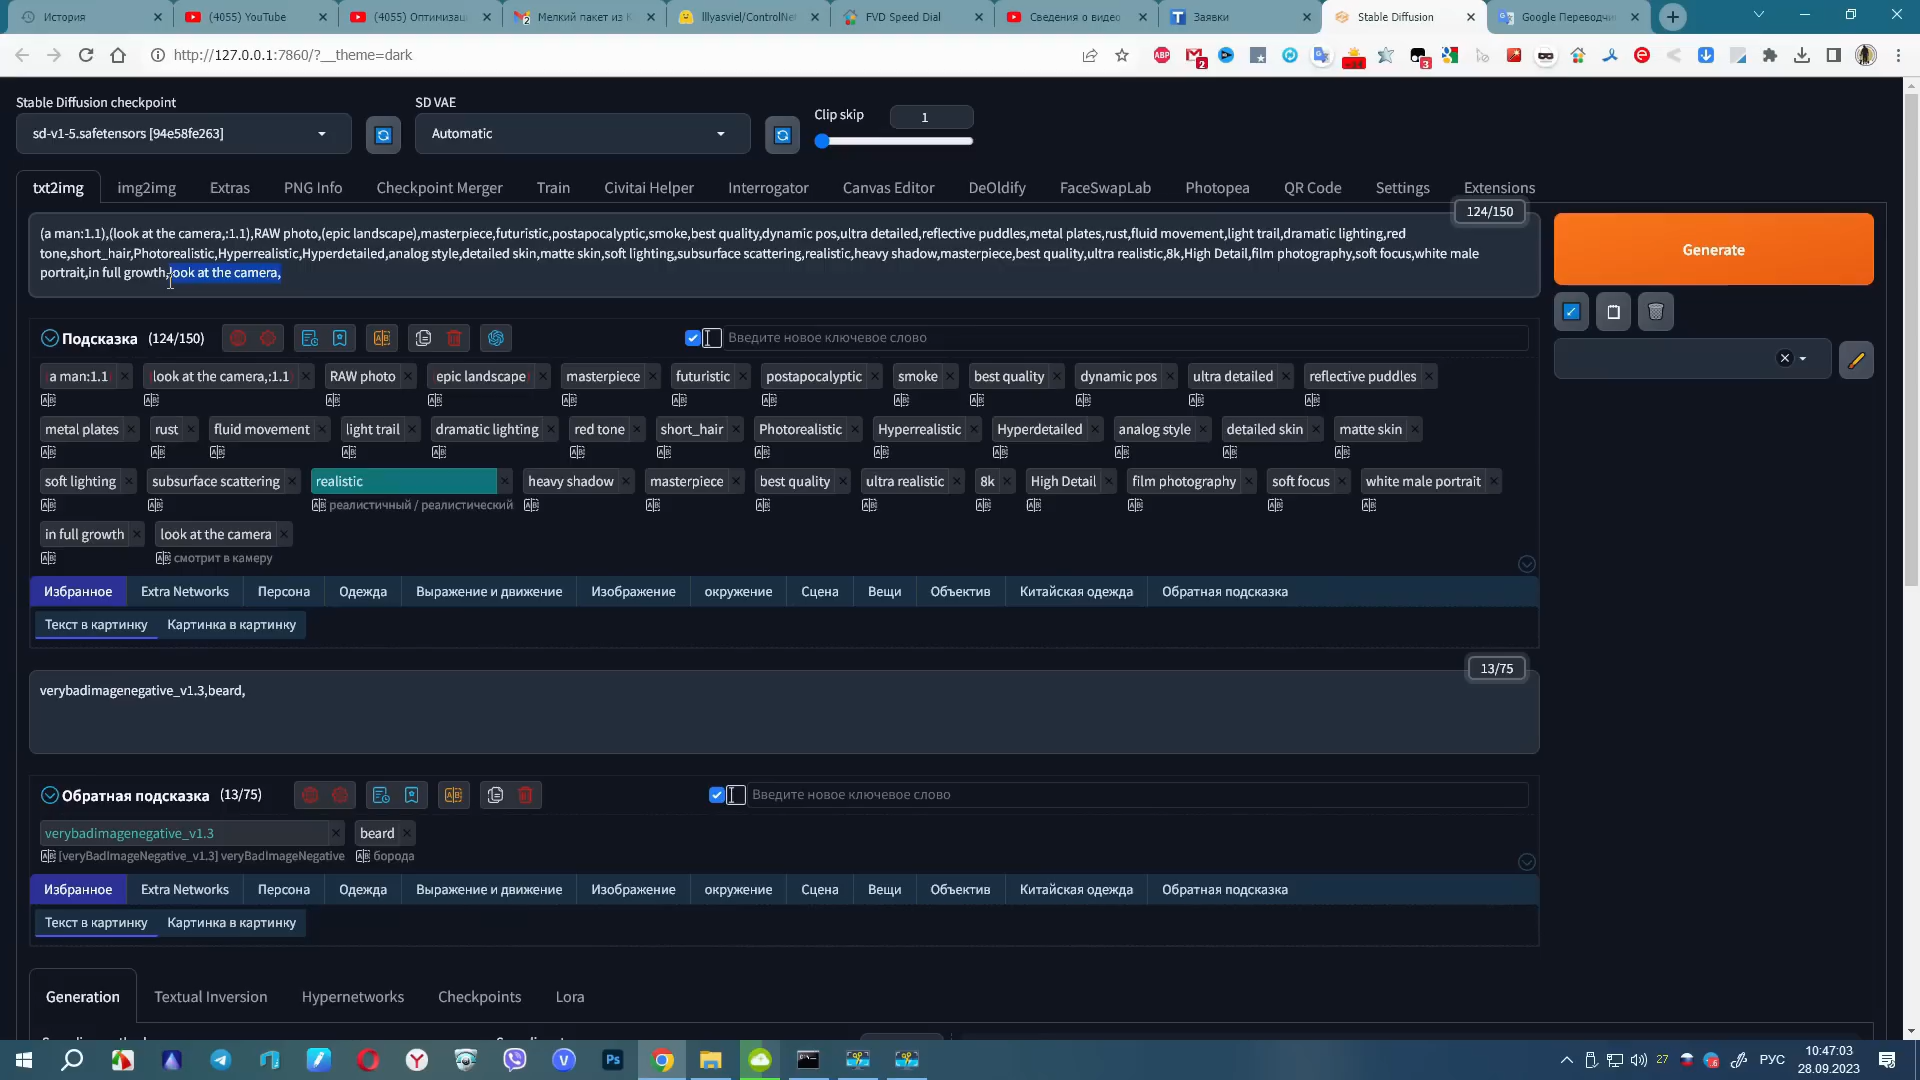 История
(4055) YouTube
(4055) Оптимизац
Мелкий пакет из К
lllyasviel/ControlNe
FVD Speed Dial
Сведения о видео
Заявки
Stable Diffusion
Google Переводчи
http://127.0.0.1:7860/?__theme=dark
Stable Diffusion checkpoint
SD VAE
Clip skip
1
sd-v1-5.safetensors [94e58fe263]
Automatic
txt2img
img2img
Extras
PNG Info
Checkpoint Merger
Train
Civitai Helper
Interrogator
Canvas Editor
DeOldify
FaceSwapLab
Photopea
QR Code
Settings
Extensions
124/150
(a man:1.1),(look at the camera,:1.1),RAW photo,(epic landscape),masterpiece,futuristic,postapocalyptic,smoke,best quality,dynamic pos,ultra detailed,reflective puddles,metal plates,rust,fluid movement,light trail,dramatic lighting,red
tone,short_hair,Photorealistic,Hyperrealistic,Hyperdetailed,analog style,detailed skin,matte skin,soft lighting,subsurface scattering,realistic,heavy shadow,masterpiece,best quality,ultra realistic,8k,High Detail,film photography,soft focus,white male
portrait,in full growth,look at the camera,
Generate
Подсказка (124/150)
Введите новое ключевое слово
(a man:1.1) look at the camera,:1.1 RAW photo (epic landscape) masterpiece futuristic postapocalyptic smoke best quality dynamic pos ultra detailed reflective puddles
metal plates rust fluid movement light trail dramatic lighting red tone short_hair Photorealistic Hyperrealistic Hyperdetailed analog style detailed skin matte skin
soft lighting subsurface scattering realistic heavy shadow masterpiece best quality ultra realistic 8k High Detail film photography soft focus white male portrait
реалистичный / реалистический
in full growth look at the camera
смотрит в камеру
Избранное Extra Networks Персона Одежда Выражение и движение Изображение окружение Сцена Вещи Объектив Китайская одежда Обратная подсказка
Текст в картинку Картинка в картинку
13/75
verybadimagenegative_v1.3,beard,
Обратная подсказка (13/75)
Введите новое ключевое слово
verybadimagenegative_v1.3 beard
[veryBadImageNegative_v1.3] veryBadImageNegative борода
Избранное Extra Networks Персона Одежда Выражение и движение Изображение окружение Сцена Вещи Объектив Китайская одежда Обратная подсказка
Текст в картинку Картинка в картинку
Generation Textual Inversion Hypernetworks Checkpoints Lora
27
РУС
10:47:03
28.09.2023